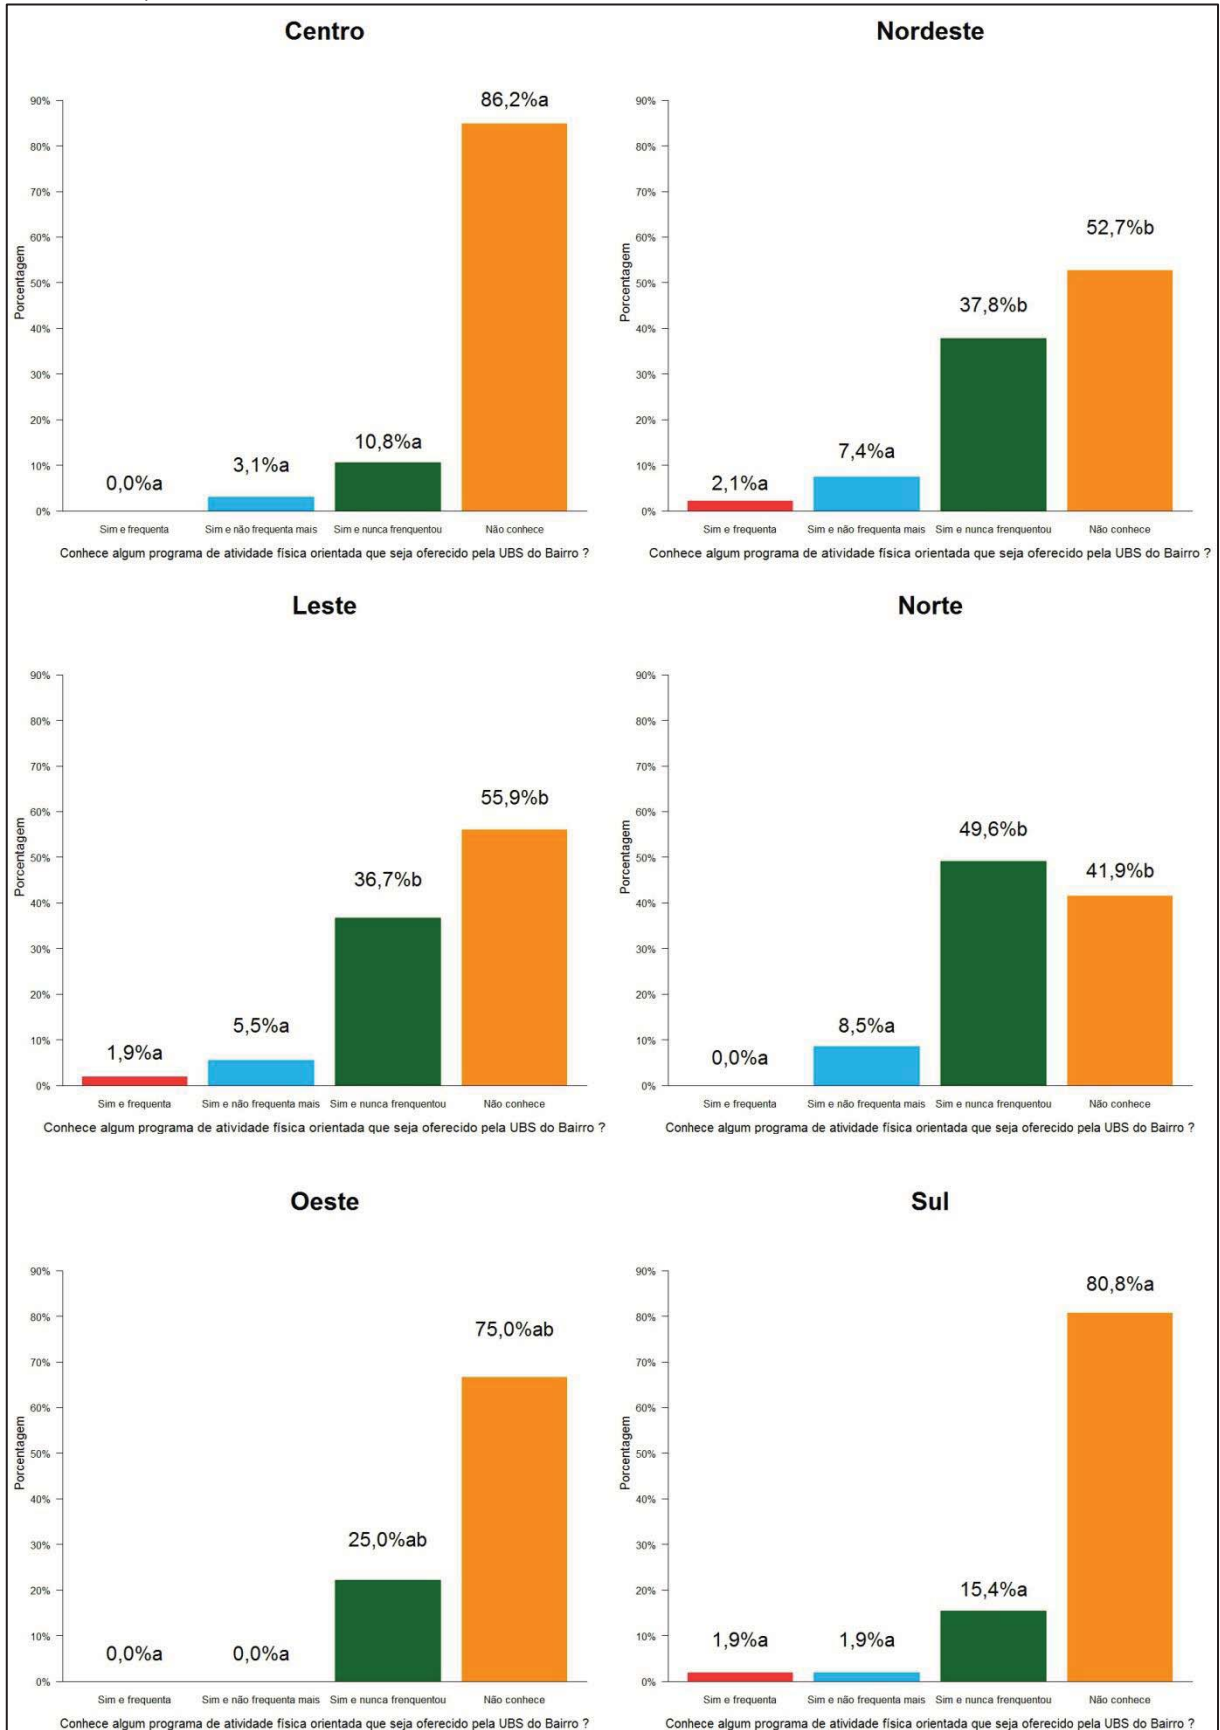 Centro
86,2%a
90%
80%
70%
60%
50%
40%
30%
20%
10%
0%
Porcentagem
10,8%a
3,1%a
0,0%a
Sim e frequenta Sim e não frequenta mais Sim e nunca frenquentou Não conhece
Conhece algum programa de atividade física orientada que seja oferecido pela UBS do Bairro ?
Nordeste
90%
80%
70%
60%
50%
40%
30%
20%
10%
0%
Porcentagem
52,7%b
37,8%b
7,4%a
2,1%a
Sim e frequenta Sim e não frequenta mais Sim e nunca frenquentou Não conhece
Conhece algum programa de atividade física orientada que seja oferecido pela UBS do Bairro ?
Leste
90%
80%
70%
60%
50%
40%
30%
20%
10%
0%
Porcentagem
55,9%b
36,7%b
5,5%a
1,9%a
Sim e frequenta Sim e não frequenta mais Sim e nunca frenquentou Não conhece
Conhece algum programa de atividade física orientada que seja oferecido pela UBS do Bairro ?
Norte
90%
80%
70%
60%
50%
40%
30%
20%
10%
0%
Porcentagem
49,6%b
41,9%b
8,5%a
0,0%a
Sim e frequenta Sim e não frequenta mais Sim e nunca frenquentou Não conhece
Conhece algum programa de atividade física orientada que seja oferecido pela UBS do Bairro ?
Oeste
90%
80%
70%
60%
50%
40%
30%
20%
10%
0%
Porcentagem
75,0%ab
25,0%ab
0,0%a 0,0%a
Sim e frequenta Sim e não frequenta mais Sim e nunca frenquentou Não conhece
Conhece algum programa de atividade física orientada que seja oferecido pela UBS do Bairro ?
Sul
90%
80%
70%
60%
50%
40%
30%
20%
10%
0%
Porcentagem
80,8%a
15,4%a
1,9%a 1,9%a
Sim e frequenta Sim e não frequenta mais Sim e nunca frenquentou Não conhece
Conhece algum programa de atividade física orientada que seja oferecido pela UBS do Bairro ?